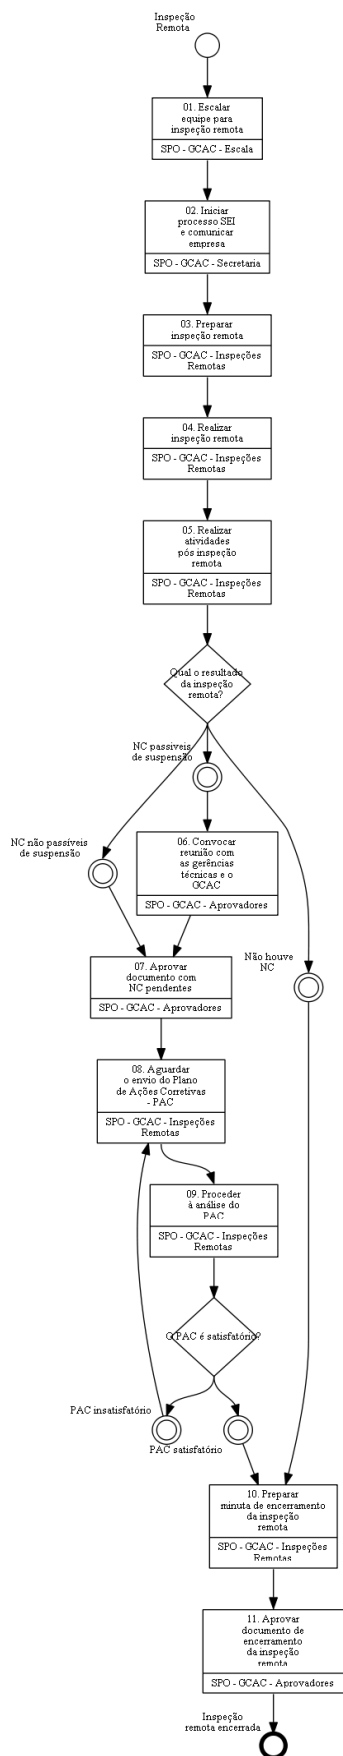 Inspeção
Remota
01. Escalar
equipe para
inspeção remota
SPO - GCAC - Escala
02. Iniciar
processo SEI
e comunicar
empresa
SPO - GCAC - Secretaria
03. Preparar
inspeção remota
SPO - GCAC - Inspeções
Remotas
04. Realizar
inspeção remota
SPO - GCAC - Inspeções
Remotas
05. Realizar
atividades
pós inspeção
remota
SPO - GCAC - Inspeções
Remotas
Qual o resultado
da inspeção
remota?
NC passiveis
de suspensão
NC não passíveis
de suspensão
06. Convocar
reunião com
as gerências
técnicas e o
GCAC
SPO - GCAC - Aprovadores
Não houve
NC
07. Aprovar
documento com
NC pendentes
SPO - GCAC - Aprovadores
08. Aguardar
o envio do Plano
de Ações Corretivas
- PAC
SPO - GCAC - Inspeções
Remotas
09. Proceder
à análise do
PAC
SPO - GCAC - Inspeções
Remotas
O PAC é satisfatório?
PAC insatisfatório
PAC satisfatório
10. Preparar
minuta de encerramento
da inspeção
remota
SPO - GCAC - Inspeções
Remotas
11. Aprovar
documento de
encerramento
da inspeção
remota
SPO - GCAC - Aprovadores
Inspeção
remota encerrada